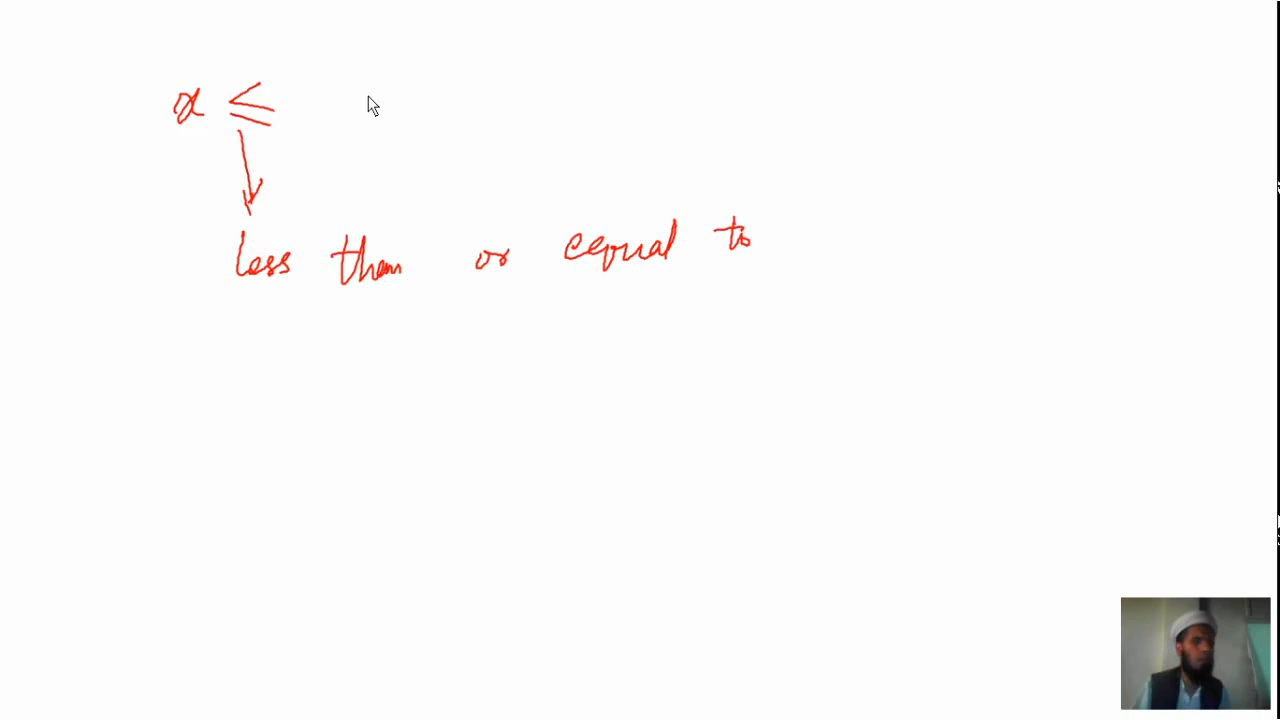 x ≤
less than or equal to